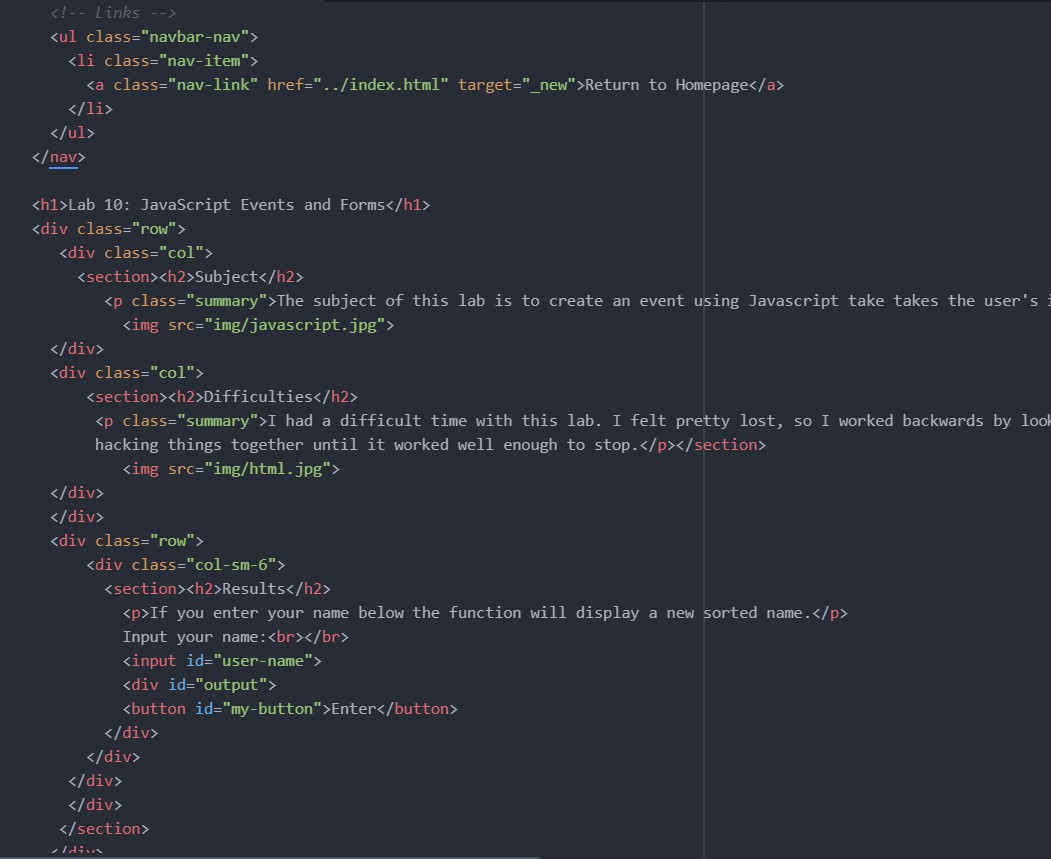 <!-- Links -->
<ul class="navbar-nav">
<li class="nav-item">
<a class="nav-link" href="../index.html" target="_new">Return to Homepage</a>
</li>
</ul>
</nav>
<h1>Lab 10: JavaScript Events and Forms</h1>
<div class="row">
<div class="col">
<section><h2>Subject</h2>
<p class="summary">The subject of this lab is to create an event using Javascript take takes the user's
<img src="img/javascript.jpg">
</div>
<div class="col">
<section><h2>Difficulties</h2>
<p class="summary">I had a difficult time with this lab. I felt pretty lost, so I worked backwards by look
hacking things together until it worked well enough to stop.</p></section>
<img src="img/html.jpg">
</div>
</div>
<div class="row">
<div class="col-sm-6">
<section><h2>Results</h2>
<p>If you enter your name below the function will display a new sorted name.</p>
Input your name:<br></br>
<input id="user-name">
<div id="output">
<button id="my-button">Enter</button>
</div>
</div>
</div>
</div>
</section>
</div>